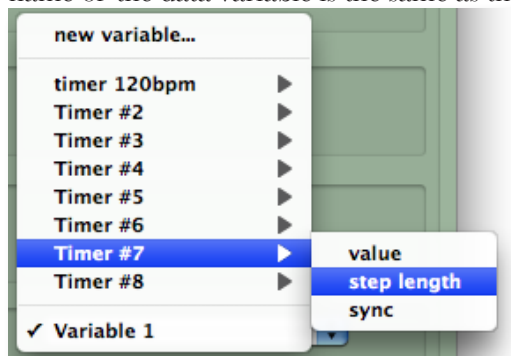 name of the data variable is the same as th
new variable...
timer 120bpm
Timer #2
Timer #3
Timer #4
Timer #5
Timer #6
Timer #7
value
Timer #8
step length
sync
✓ Variable 1